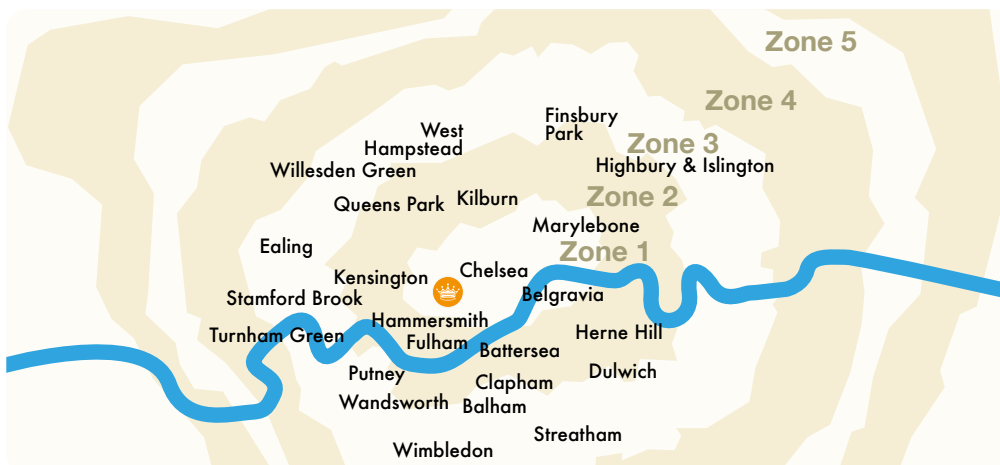 Zone 5
Zone 4
Finsbury
Park
West
Hampstead
Zone 3
Highbury & Islington
Willesden Green
Zone 2
Kilburn
Queens Park
Marylebone
Ealing
Zone 1
Chelsea
Kensington
Belgravia
Stamford Brook
Hammersmith
Turnham Green
Herne Hill
Fulham
Battersea
Putney
Dulwich
Clapham
Wandsworth
Balham
Streatham
Wimbledon